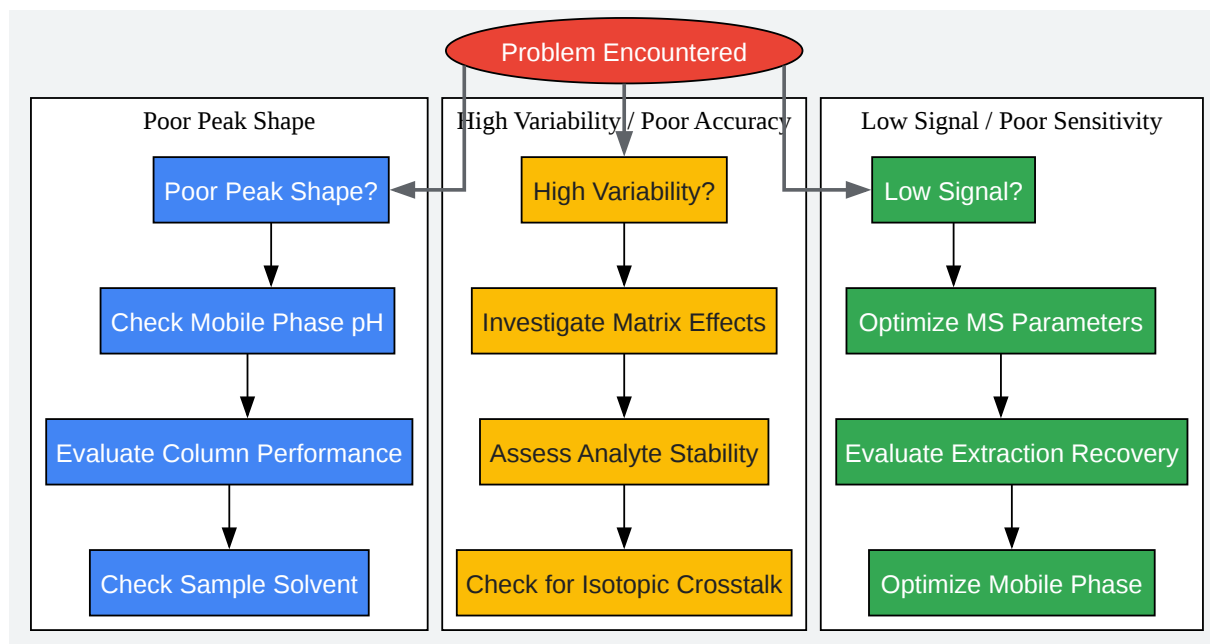 Problem Encountered
Poor Peak Shape
Poor Peak Shape?
Check Mobile Phase pH
Evaluate Column Performance
Check Sample Solvent
High Variability / Poor Accuracy
High Variability?
Investigate Matrix Effects
Assess Analyte Stability
Check for Isotopic Crosstalk
Low Signal / Poor Sensitivity
Low Signal?
Optimize MS Parameters
Evaluate Extraction Recovery
Optimize Mobile Phase